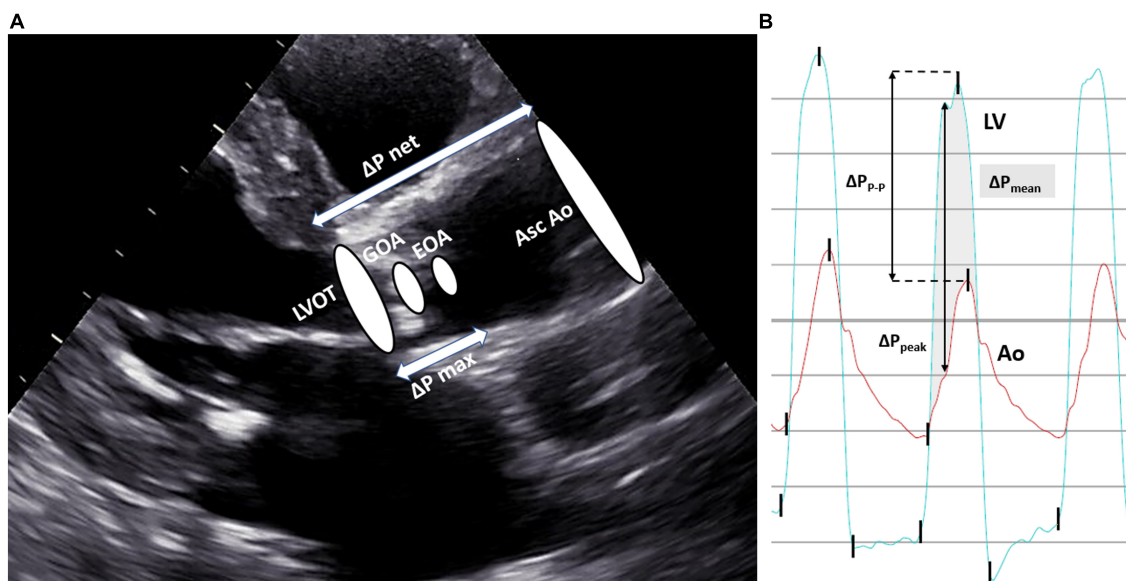 A
B
ΔP net
GOA
EOA
LVOT
Asc Ao
ΔP max
LV
ΔPp-p
ΔPmean
ΔPpeak
Ao